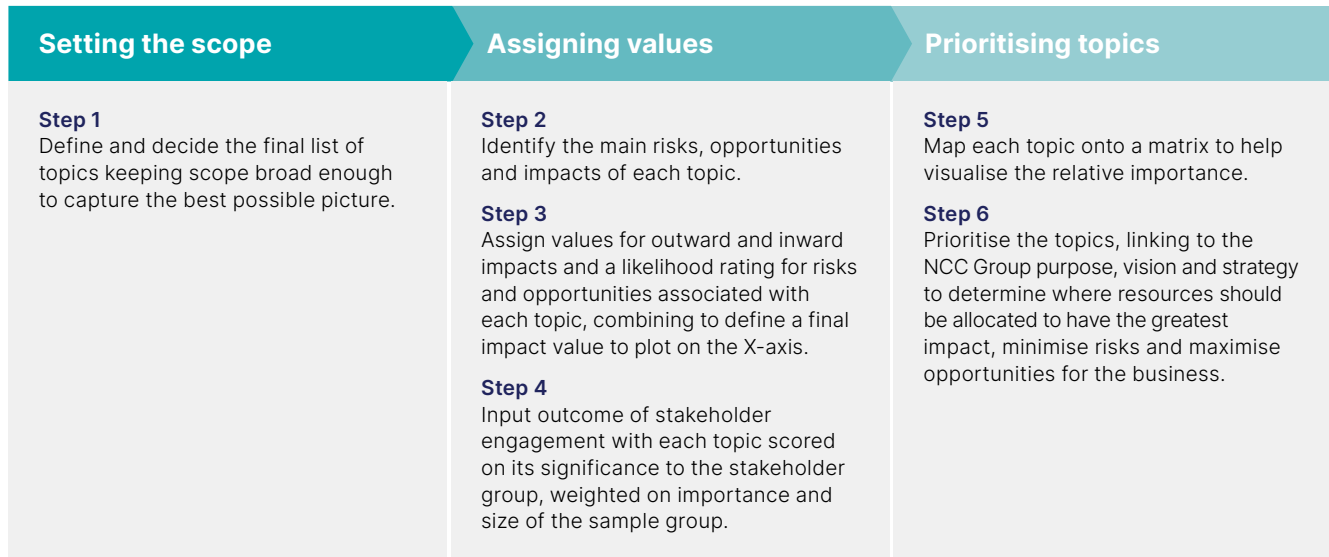 Setting the scope
Step 1
Define and decide the final list of
topics keeping scope broad enough
to capture the best possible picture.
Assigning values
Step 2
Identify the main risks, opportunities
and impacts of each topic.
Step 3
Assign values for outward and inward
impacts and a likelihood rating for risks
and opportunities associated with
each topic, combining to define a final
impact value to plot on the X-axis.
Step 4
Input outcome of stakeholder
engagement with each topic scored
on its significance to the stakeholder
group, weighted on importance and
size of the sample group.
Prioritising topics
Step 5
Map each topic onto a matrix to help
visualise the relative importance.
Step 6
Prioritise the topics, linking to the
NCC Group purpose, vision and strategy
to determine where resources should
be allocated to have the greatest
impact, minimise risks and maximise
opportunities for the business.